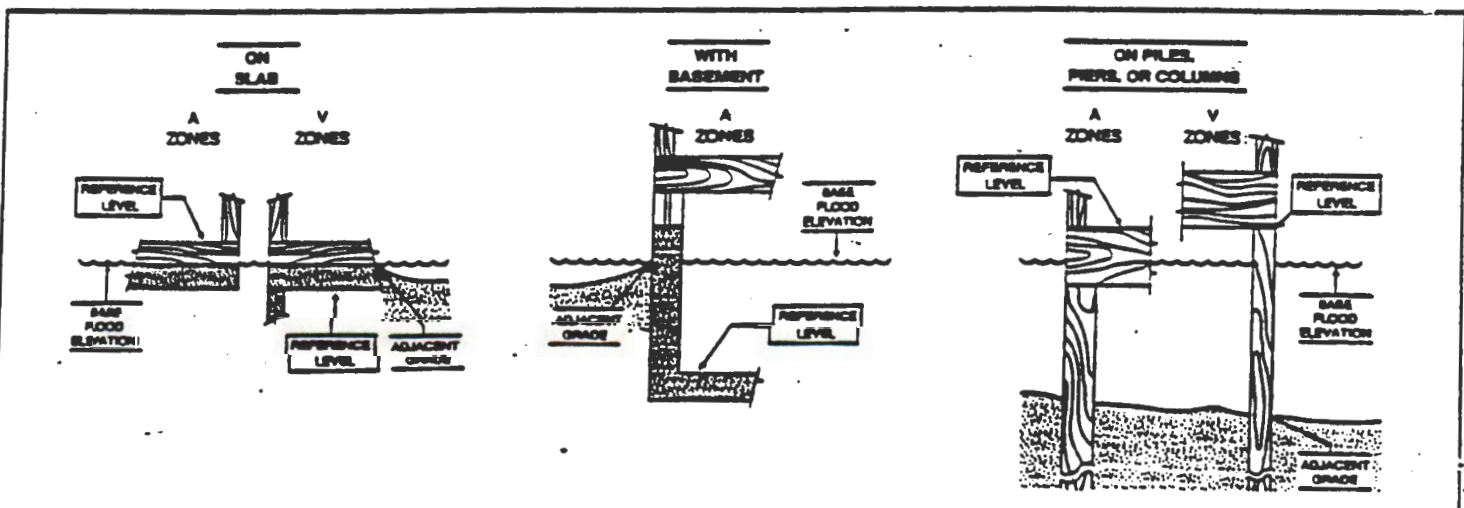 ON
SLAB
A
ZONES
V
ZONES
REFERENCE
LEVEL
BASE
FLOOD
ELEVATION
REFERENCE
LEVEL
ADJACENT
GRADE
WITH
BASEMENT
A
ZONES
BASE
FLOOD
ELEVATION
ADJACENT
GRADE
REFERENCE
LEVEL
ON PILES,
PIERS, OR COLUMNS
A
ZONES
V
ZONES
REFERENCE
LEVEL
REFERENCE
LEVEL
BASE
FLOOD
ELEVATION
ADJACENT
GRADE